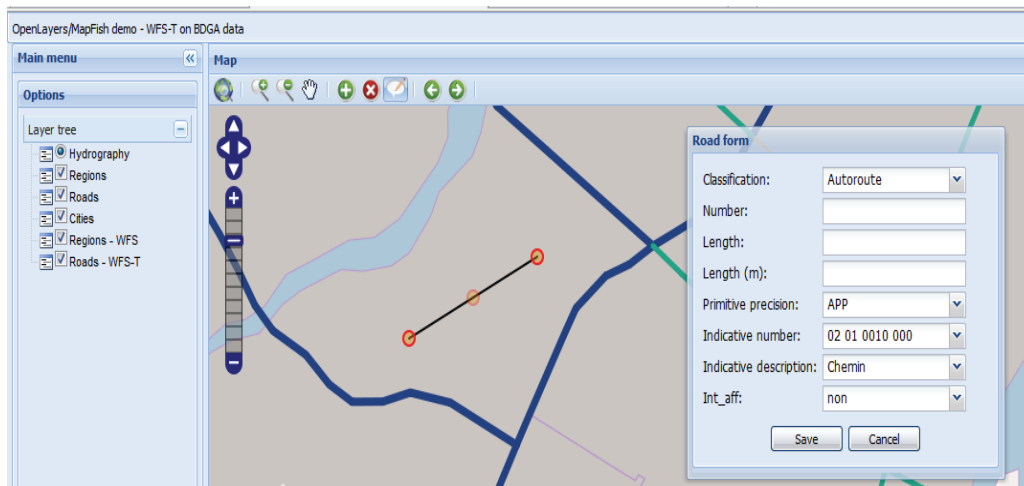 OpenLayers/MapFish demo - WFS-T on BDGA data
Main menu
Options
Layer tree
Hydrography
Regions
Roads
Cities
Regions - WFS
Roads - WFS-T
Map
Road form
Classification: Autoroute
Number:
Length:
Length (m):
Primitive precision: APP
Indicative number: 02 01 0010 000
Indicative description: Chemin
Int_aff: non
Save Cancel